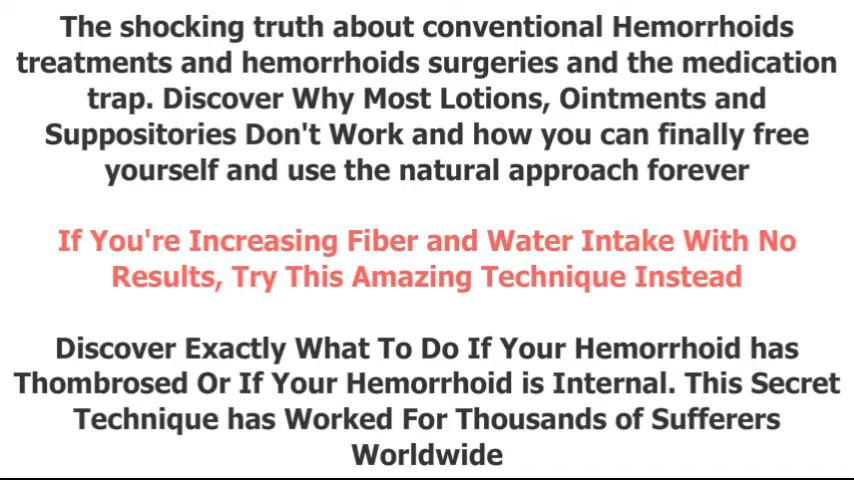 The shocking truth about conventional Hemorrhoids
treatments and hemorrhoids surgeries and the medication
trap. Discover Why Most Lotions, Ointments and
Suppositories Don't Work and how you can finally free
yourself and use the natural approach forever
If You're Increasing Fiber and Water Intake With No
Results, Try This Amazing Technique Instead
Discover Exactly What To Do If Your Hemorrhoid has
Thombrosed Or If Your Hemorrhoid is Internal. This Secret
Technique has Worked For Thousands of Sufferers
Worldwide